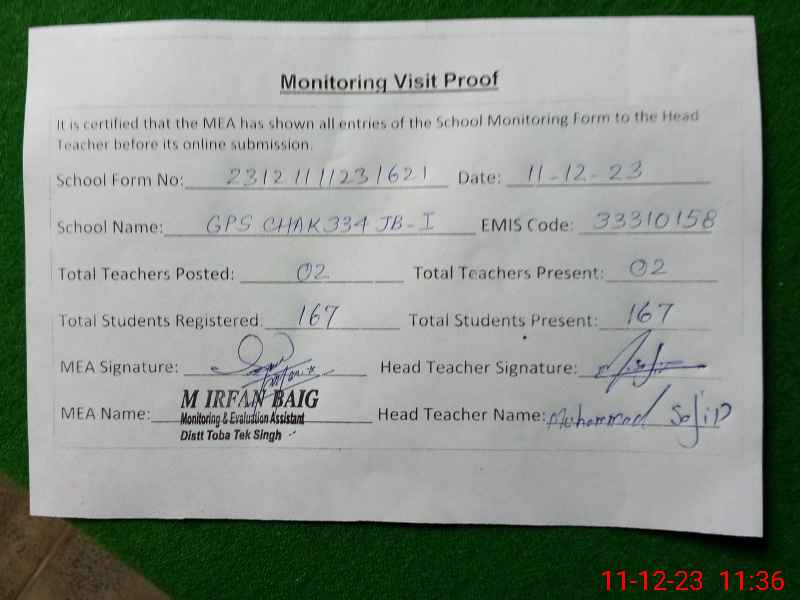 Monitoring Visit Proof
It is certified that the MEA has shown all entries of the School Monitoring Form to the Head
Teacher before its online submission.
School Form No: 23121111231621 Date: 11-12-23
School Name: GPS CHAK 334 JB-I EMIS Code: 33310158
Total Teachers Posted: 02 Total Teachers Present: 02
Total Students Registered: 167 Total Students Present: 167
MEA Signature: Head Teacher Signature:
MEA Name: M IRFAN BAIG Head Teacher Name: Muhammad Sajid
Monitoring & Evaluation Assistant
Distt Toba Tek Singh
11-12-23 11:36